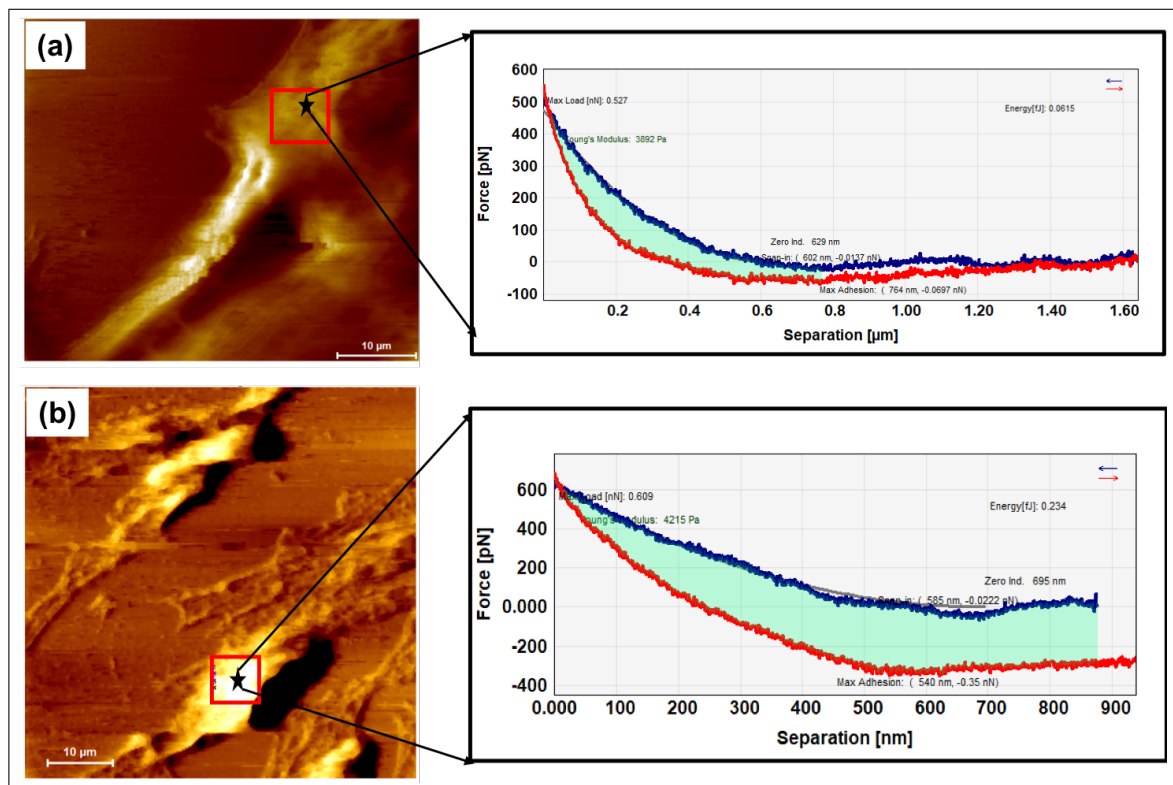 (a)
10 µm
600
500
400
300
200
100
0
-100
Force [pN]
Max Load [nN]: 0.527
Energy[fJ]: 0.0615
Young's Modulus: 3892 Pa
Zero Ind. 629 nm
Snap-in: ( 602 nm, -0.0137 nN)
Max Adhesion: ( 764 nm, -0.0697 nN)
0.2 0.4 0.6 0.8 1.00 1.20 1.40 1.60
Separation [µm]
(b)
10 µm
600
400
200
0.000
-200
-400
Force [pN]
Max Load [nN]: 0.609
Energy[fJ]: 0.234
Young's Modulus: 4215 Pa
Zero Ind. 695 nm
Snap-in: ( 585 nm, -0.0222 nN)
Max Adhesion: ( 540 nm, -0.35 nN)
0.000 100 200 300 400 500 600 700 800 900
Separation [nm]